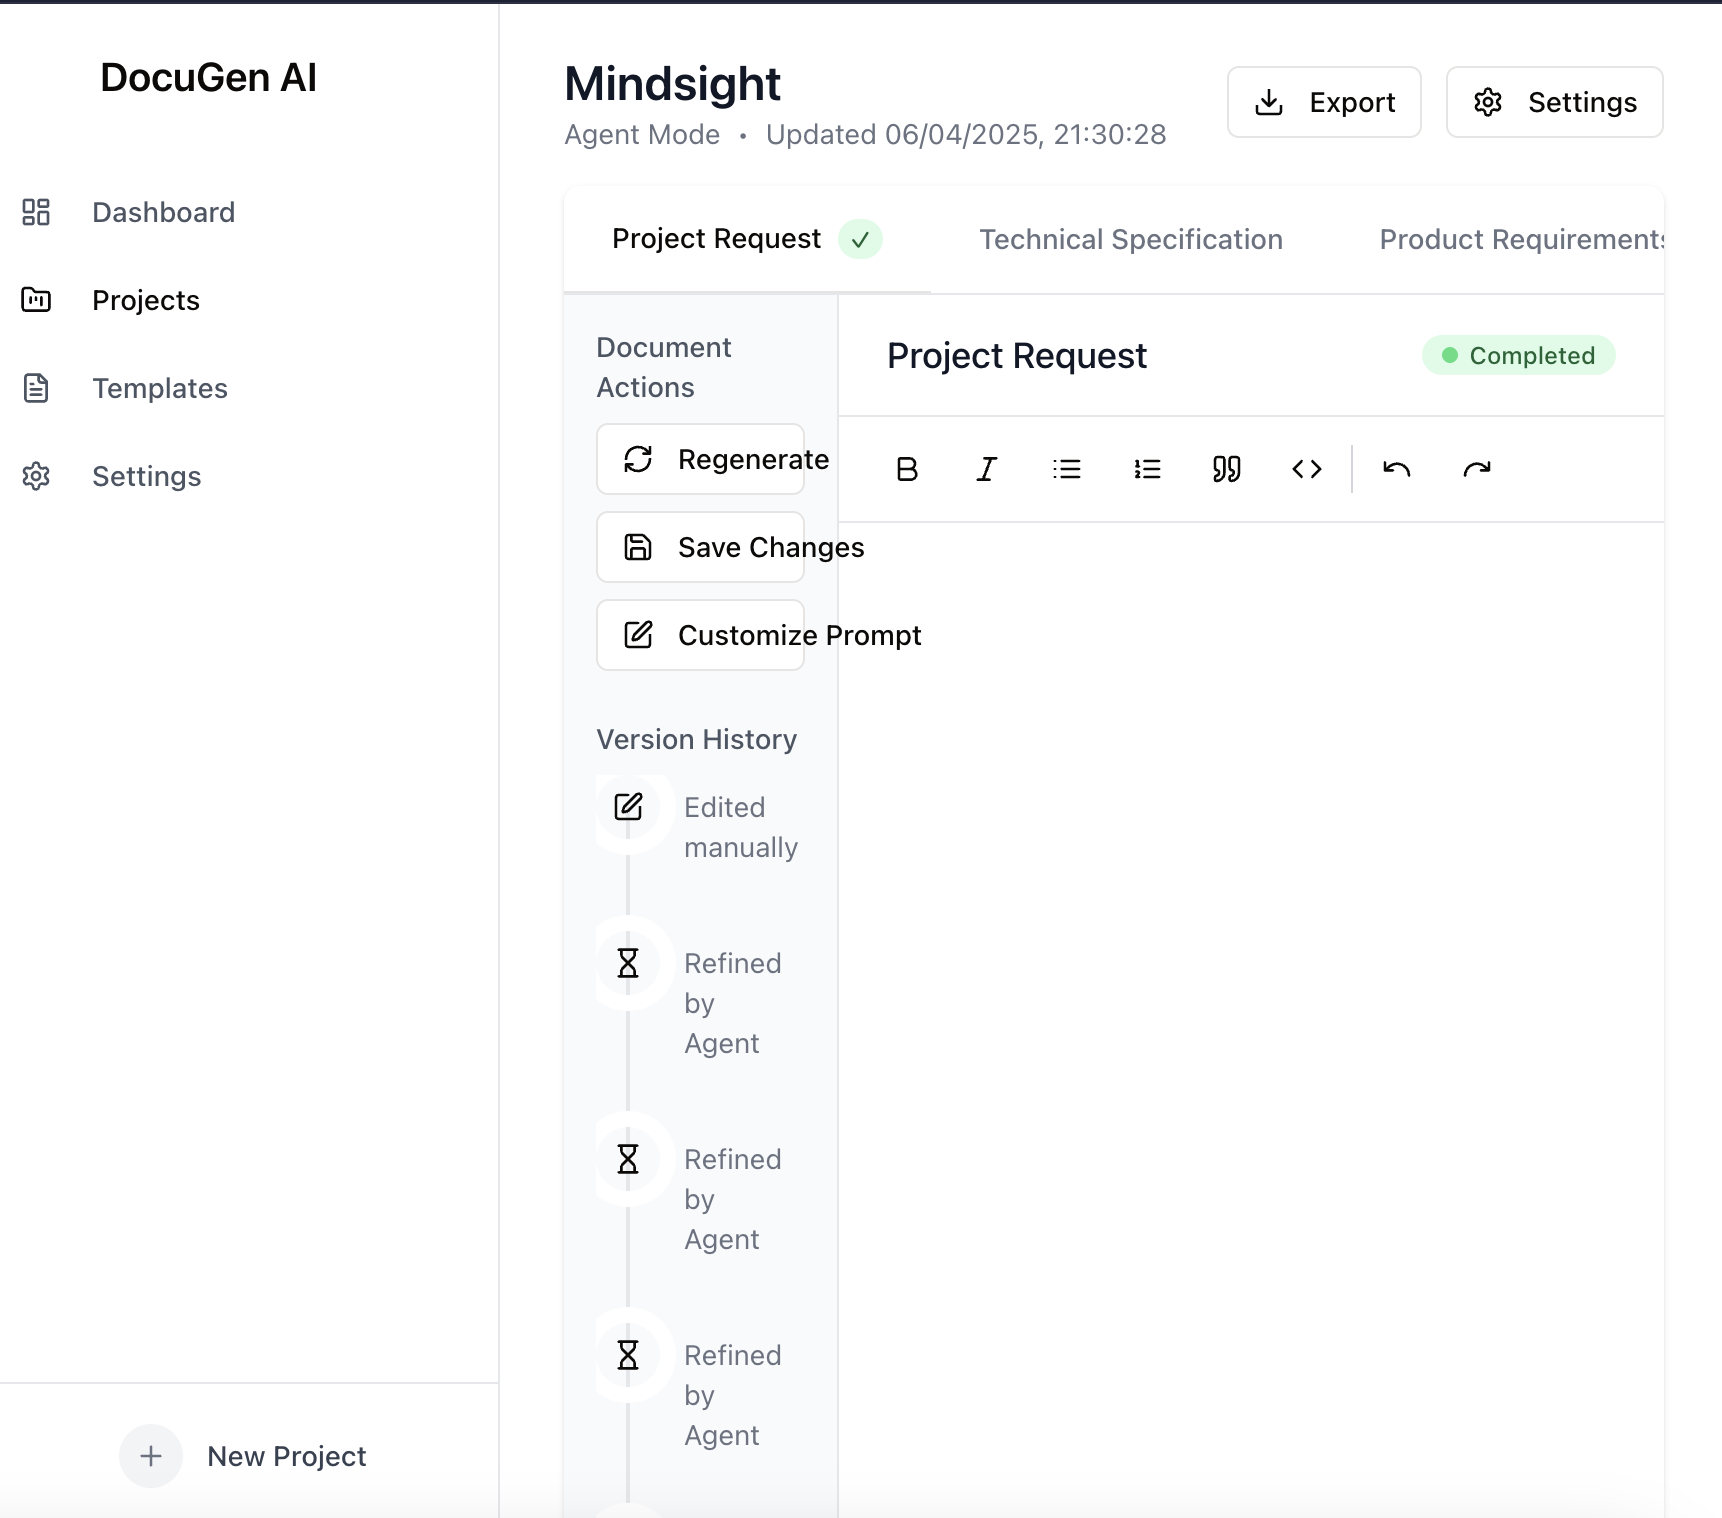 DocuGen AI
Dashboard
Projects
Templates
Settings
New Project
Mindsight
Agent Mode • Updated 06/04/2025, 21:30:28
Export
Settings
Project Request
Technical Specification
Product Requirements
Document
Actions
Regenerate
Save Changes
Customize Prompt
Version History
Edited
manually
Refined
by
Agent
Refined
by
Agent
Refined
by
Agent
Project Request
Completed